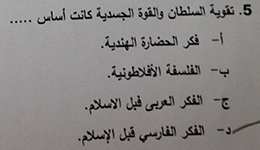 5. تقوية السلطان والقوة الجسدية كانت أساس .....
أ- فكر الحضارة الهندية.
ب- الفلسفة الأفلاطونية.
ج- الفكر العربى قبل الاسلام.
د- الفكر الفارسي قبل الإسلام.